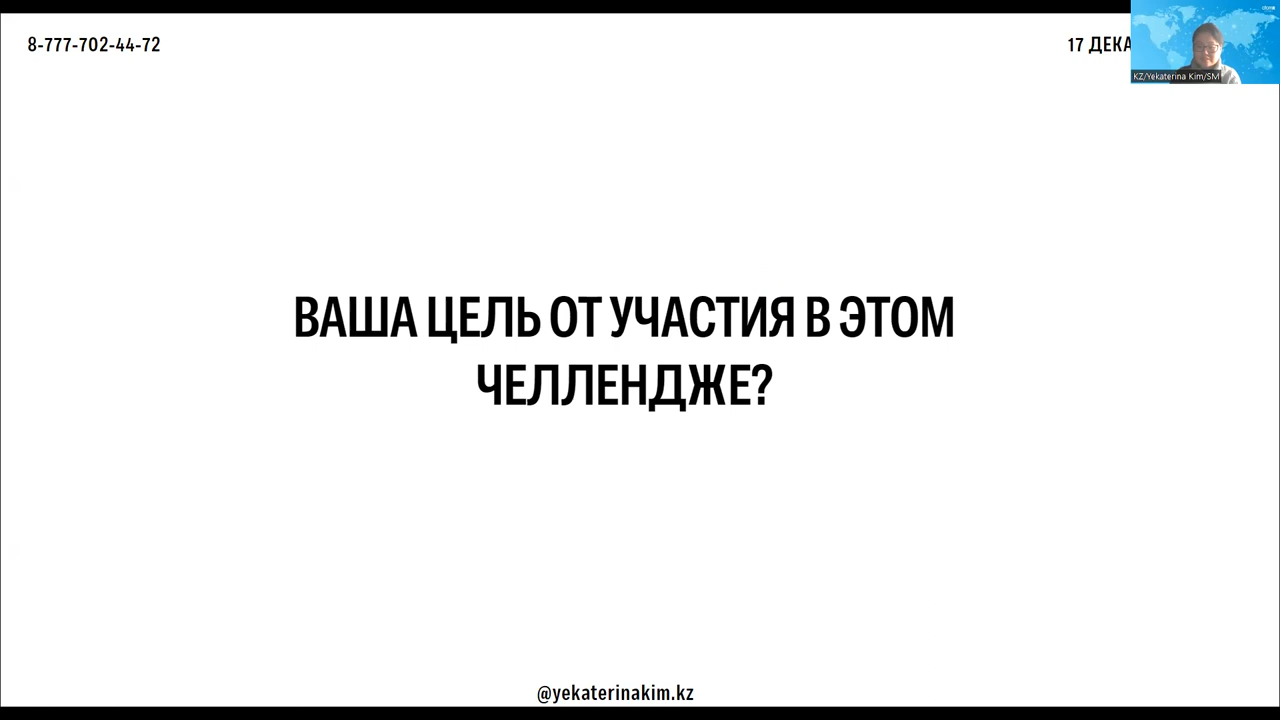 8-777-702-44-72
17 ДЕКА
KZ/Yekaterina Kim/SM
ВАША ЦЕЛЬ ОТ УЧАСТИЯ В ЭТОМ
ЧЕЛЛЕНДЖЕ?
@yekaterinakim.kz